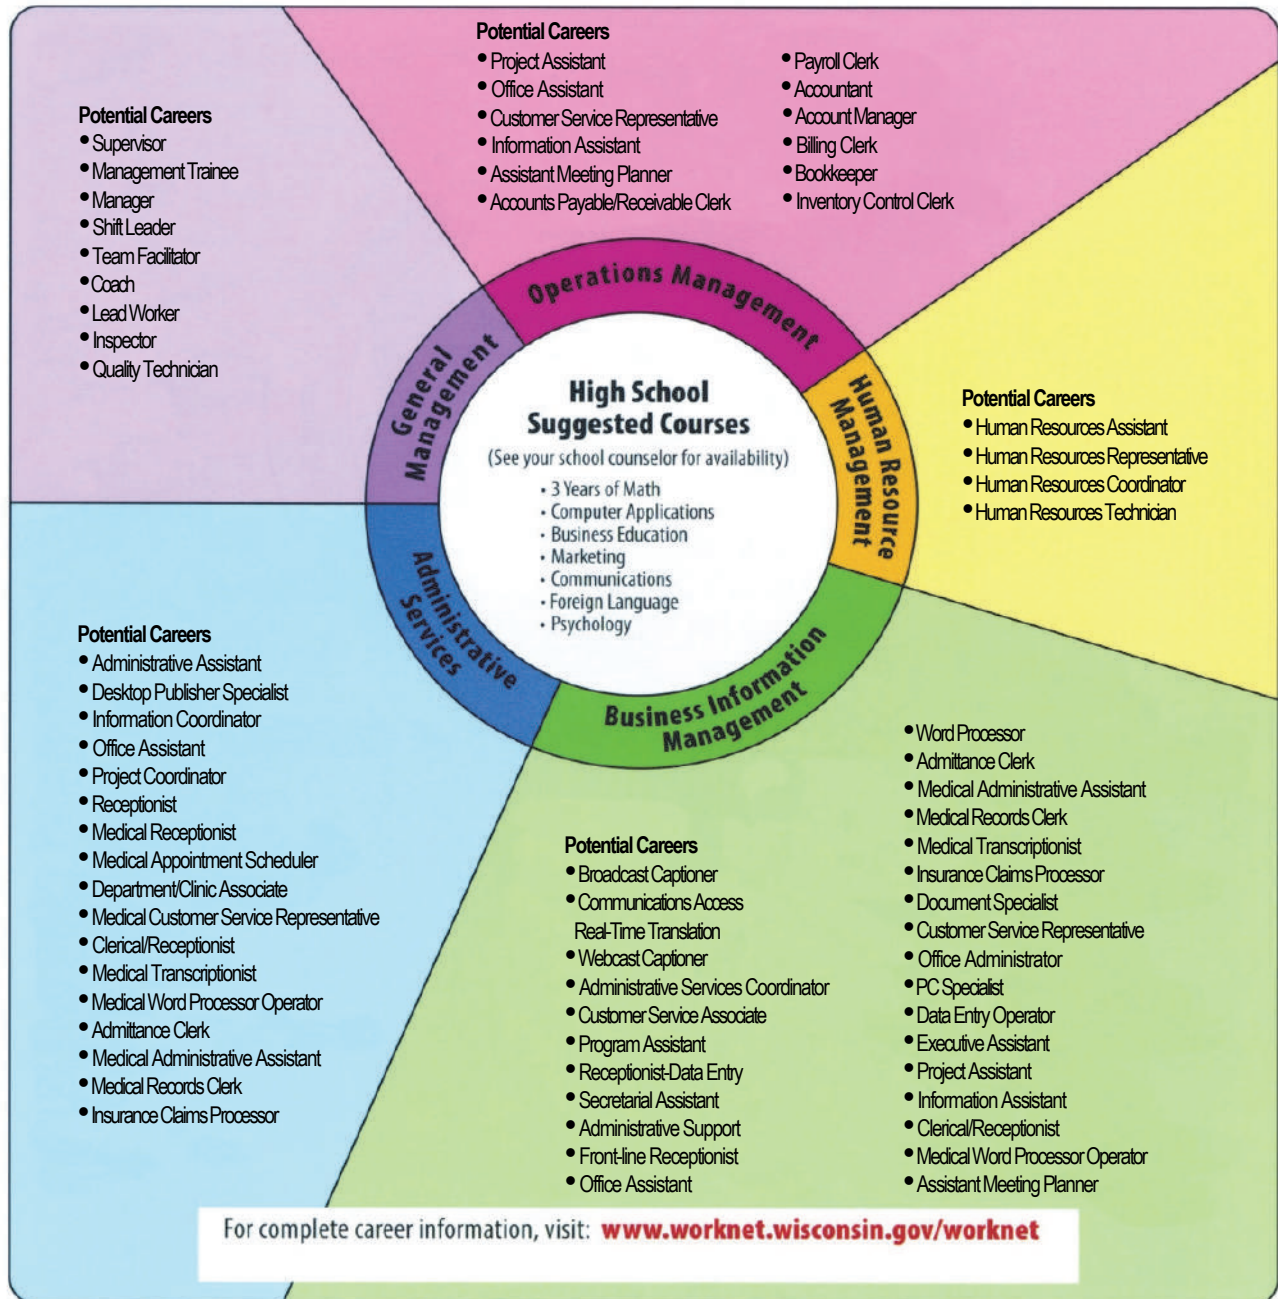 Potential Careers
• Project Assistant
• Office Assistant
• Customer Service Representative
• Information Assistant
• Assistant Meeting Planner
• Accounts Payable/Receivable Clerk
• Payroll Clerk
• Accountant
• Account Manager
• Billing Clerk
• Bookkeeper
• Inventory Control Clerk
Potential Careers
• Supervisor
• Management Trainee
• Manager
• Shift Leader
• Team Facilitator
• Coach
• Lead Worker
• Inspector
• Quality Technician
Operations Management
General
Management
Human Resource
Management
High School
Suggested Courses
(See your school counselor for availability)
• 3 Years of Math
• Computer Applications
• Business Education
• Marketing
• Communications
• Foreign Language
• Psychology
Potential Careers
• Human Resources Assistant
• Human Resources Representative
• Human Resources Coordinator
• Human Resources Technician
Administrative
Services
Business Information
Management
Potential Careers
• Administrative Assistant
• Desktop Publisher Specialist
• Information Coordinator
• Office Assistant
• Project Coordinator
• Receptionist
• Medical Receptionist
• Medical Appointment Scheduler
• Department/Clinic Associate
• Medical Customer Service Representative
• Clerical/Receptionist
• Medical Transcriptionist
• Medical Word Processor Operator
• Admittance Clerk
• Medical Administrative Assistant
• Medical Records Clerk
• Insurance Claims Processor
Potential Careers
• Broadcast Captioner
• Communications Access
Real-Time Translation
• Webcast Captioner
• Administrative Services Coordinator
• Customer Service Associate
• Program Assistant
• Receptionist-Data Entry
• Secretarial Assistant
• Administrative Support
• Front-line Receptionist
• Office Assistant
• Word Processor
• Admittance Clerk
• Medical Administrative Assistant
• Medical Records Clerk
• Medical Transcriptionist
• Insurance Claims Processor
• Document Specialist
• Customer Service Representative
• Office Administrator
• PC Specialist
• Data Entry Operator
• Executive Assistant
• Project Assistant
• Information Assistant
• Clerical/Receptionist
• Medical Word Processor Operator
• Assistant Meeting Planner
For complete career information, visit: www.worknet.wisconsin.gov/worknet